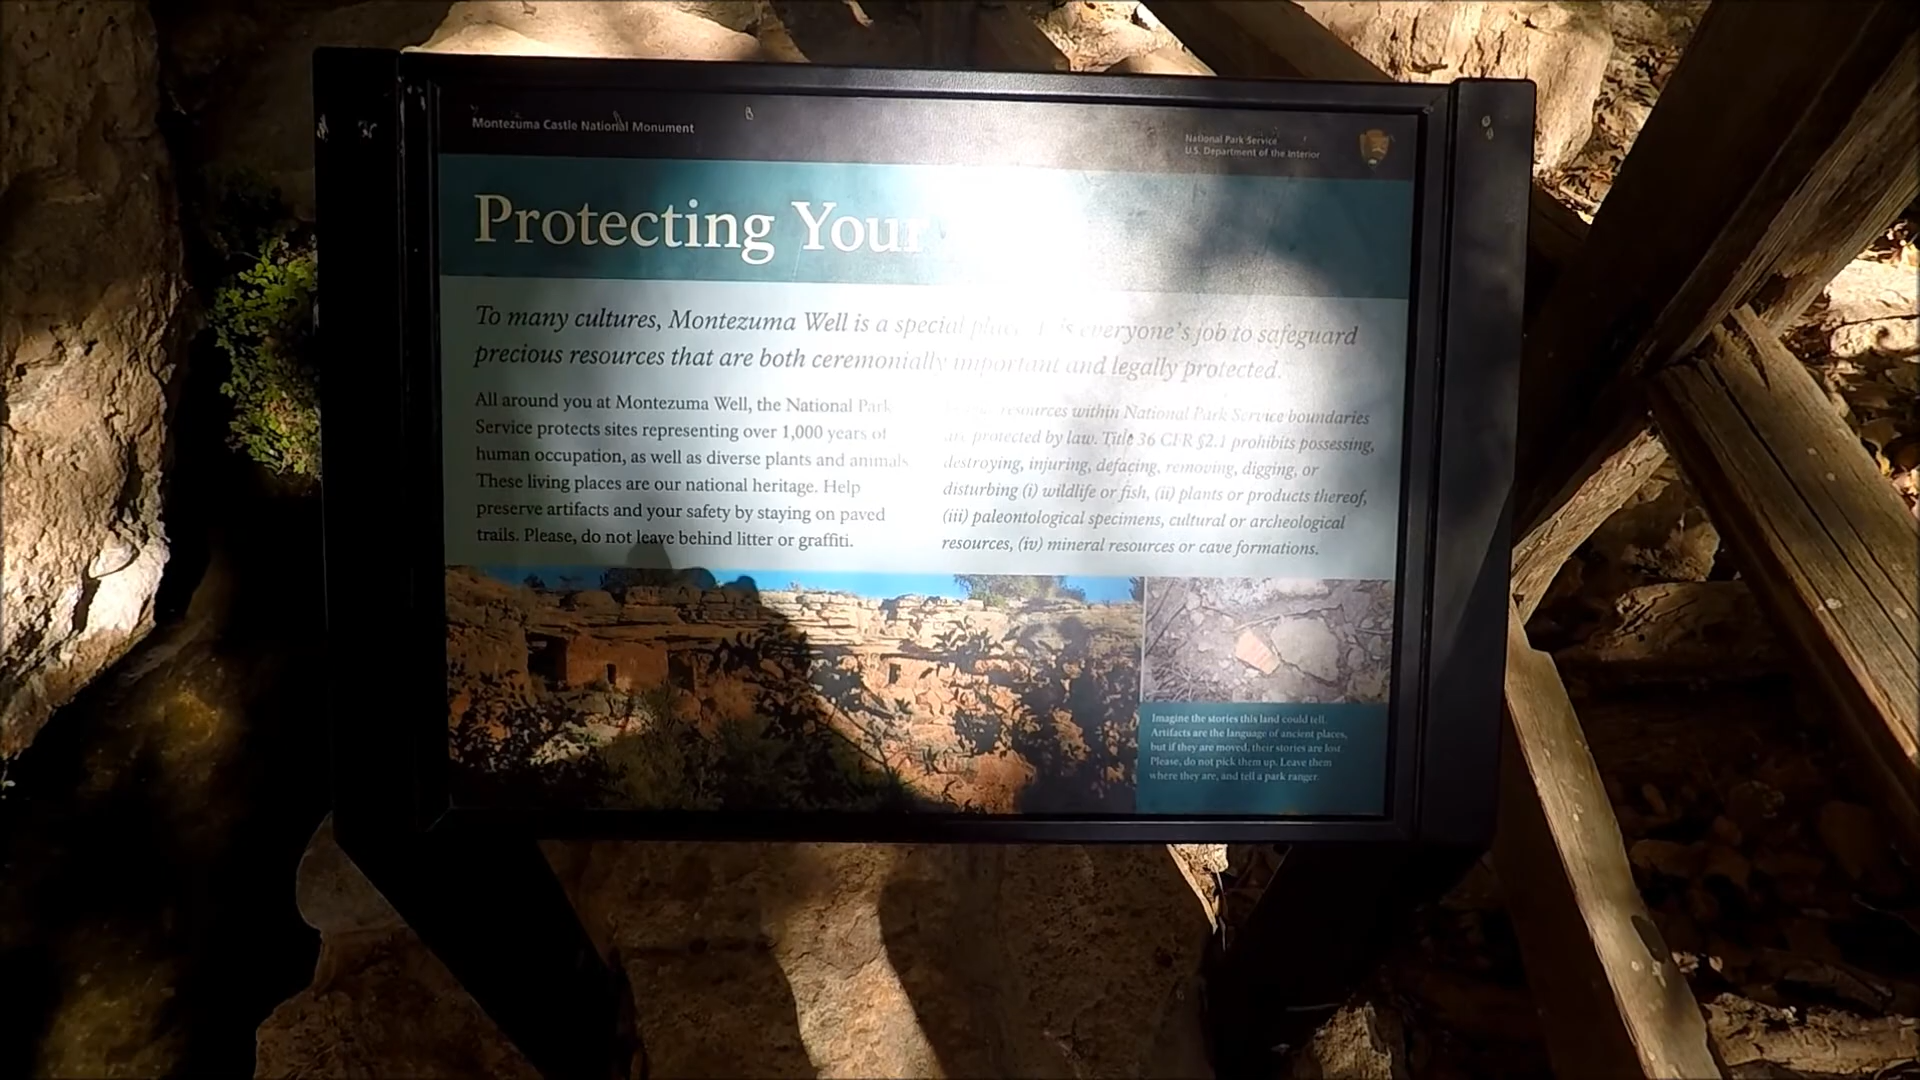 Montezuma Castle National Monument
National Park Service
U.S. Department of the Interior
Protecting Your
To many cultures, Montezuma Well is a special place. It is everyone's job to safeguard
precious resources that are both ceremonially important and legally protected.
All around you at Montezuma Well, the National Park
Service protects sites representing over 1,000 years of
human occupation, as well as diverse plants and animals.
These living places are our national heritage. Help
preserve artifacts and your safety by staying on paved
trails. Please, do not leave behind litter or graffiti.
resources within National Park Service boundaries
are protected by law. Title 36 CFR §2.1 prohibits possessing,
destroying, injuring, defacing, removing, digging, or
disturbing (i) wildlife or fish, (ii) plants or products thereof,
(iii) paleontological specimens, cultural or archeological
resources, (iv) mineral resources or cave formations.
Imagine the stories this land could tell.
Artifacts are the language of ancient places,
but if they are moved, their stories are lost.
Please, do not pick them up. Leave them
where they are, and tell a park ranger.